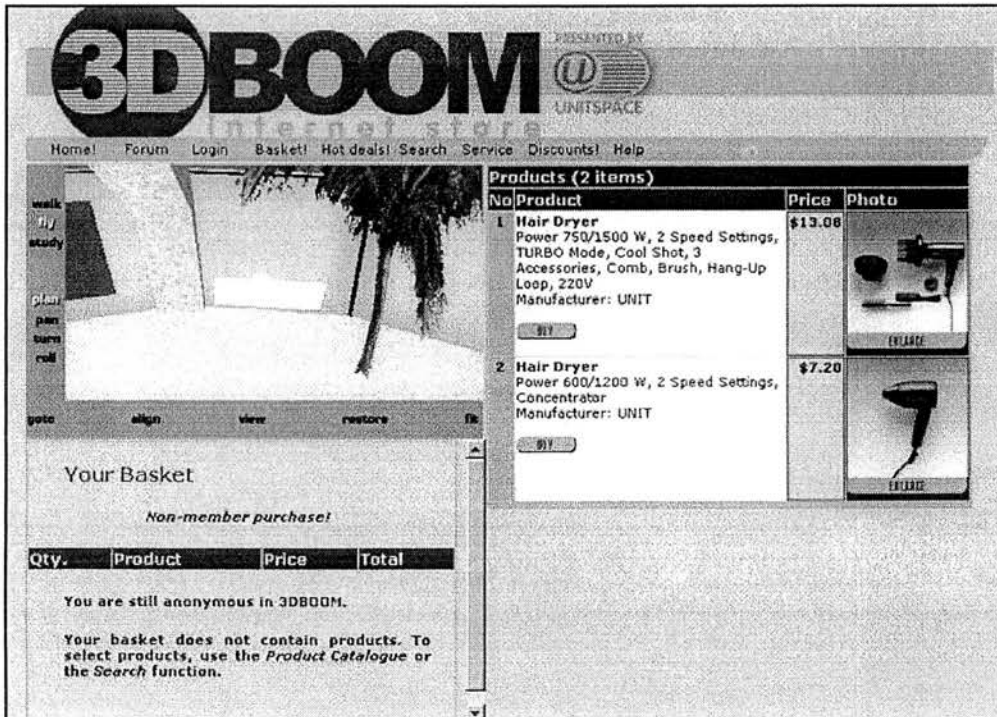 3DBOOM
PRESENTED BY
@
UNITSPACE
internet store
Home! Forum Login Basket! Hot deals! Search Service Discounts! Help
walk
fly
study
plan
pan
turn
roll
goto align view restore fit
Products (2 items)
No Product Price Photo
1 Hair Dryer $13.08
Power 750/1500 W, 2 Speed Settings,
TURBO Mode, Cool Shot, 3
Accessories, Comb, Brush, Hang-Up
Loop, 220V
Manufacturer: UNIT
BUY
ENLARGE
2 Hair Dryer $7.20
Power 600/1200 W, 2 Speed Settings,
Concentrator
Manufacturer: UNIT
BUY
ENLARGE
Your Basket
Non-member purchase!
Qty. Product Price Total
You are still anonymous in 3DBOOM.
Your basket does not contain products. To
select products, use the Product Catalogue or
the Search function.